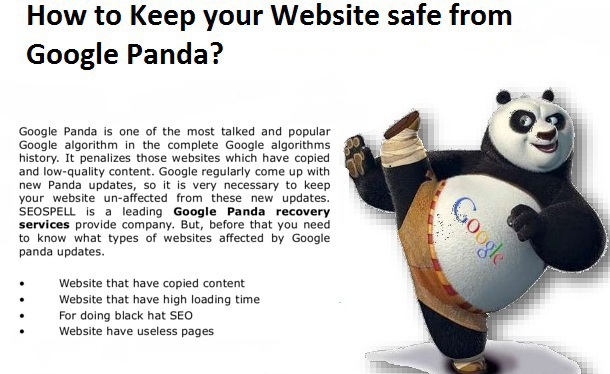 How to Keep your Website safe from
Google Panda?
Google Panda is one of the most talked and popular
Google algorithm in the complete Google algorithms
history. It penalizes those websites which have copied
and low-quality content. Google regularly come up with
new Panda updates, so it is very necessary to keep
your website un-affected from these new updates.
SEOSPELL is a leading Google Panda recovery
services provide company. But, before that you need
to know what types of websites affected by Google
panda updates.
• Website that have copied content
• Website that have high loading time
• For doing black hat SEO
• Website have useless pages
Google